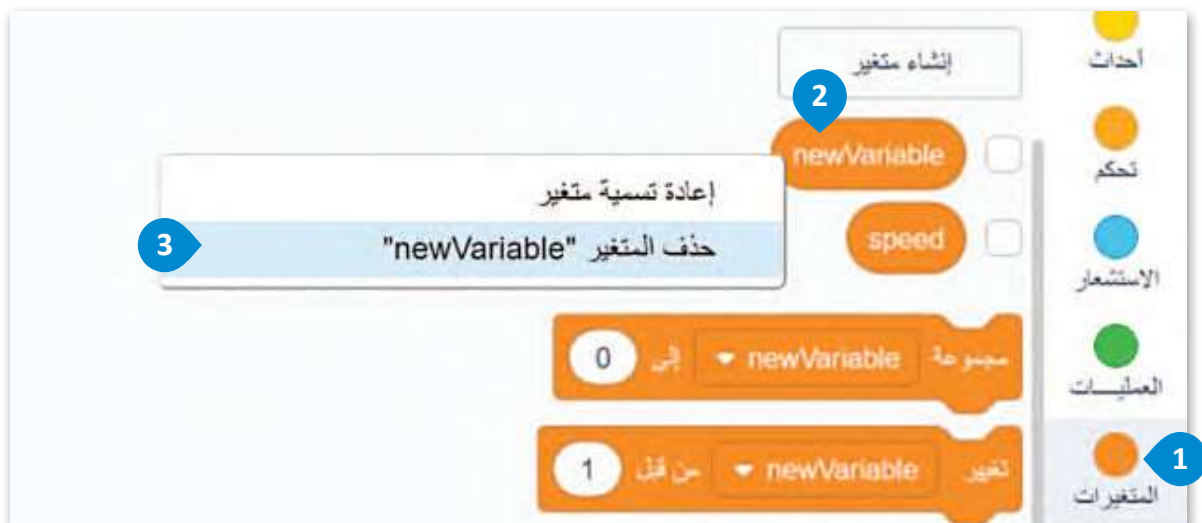 أحداث
تحكم
الاستشعار
العمليـــات
المتغيرات
1
إنشاء متغير
2
newVariable
speed
إعادة تسمية متغير
حذف المتغير "newVariable"
3
مجموعة newVariable إلى 0
تغيير newVariable من قبل 1